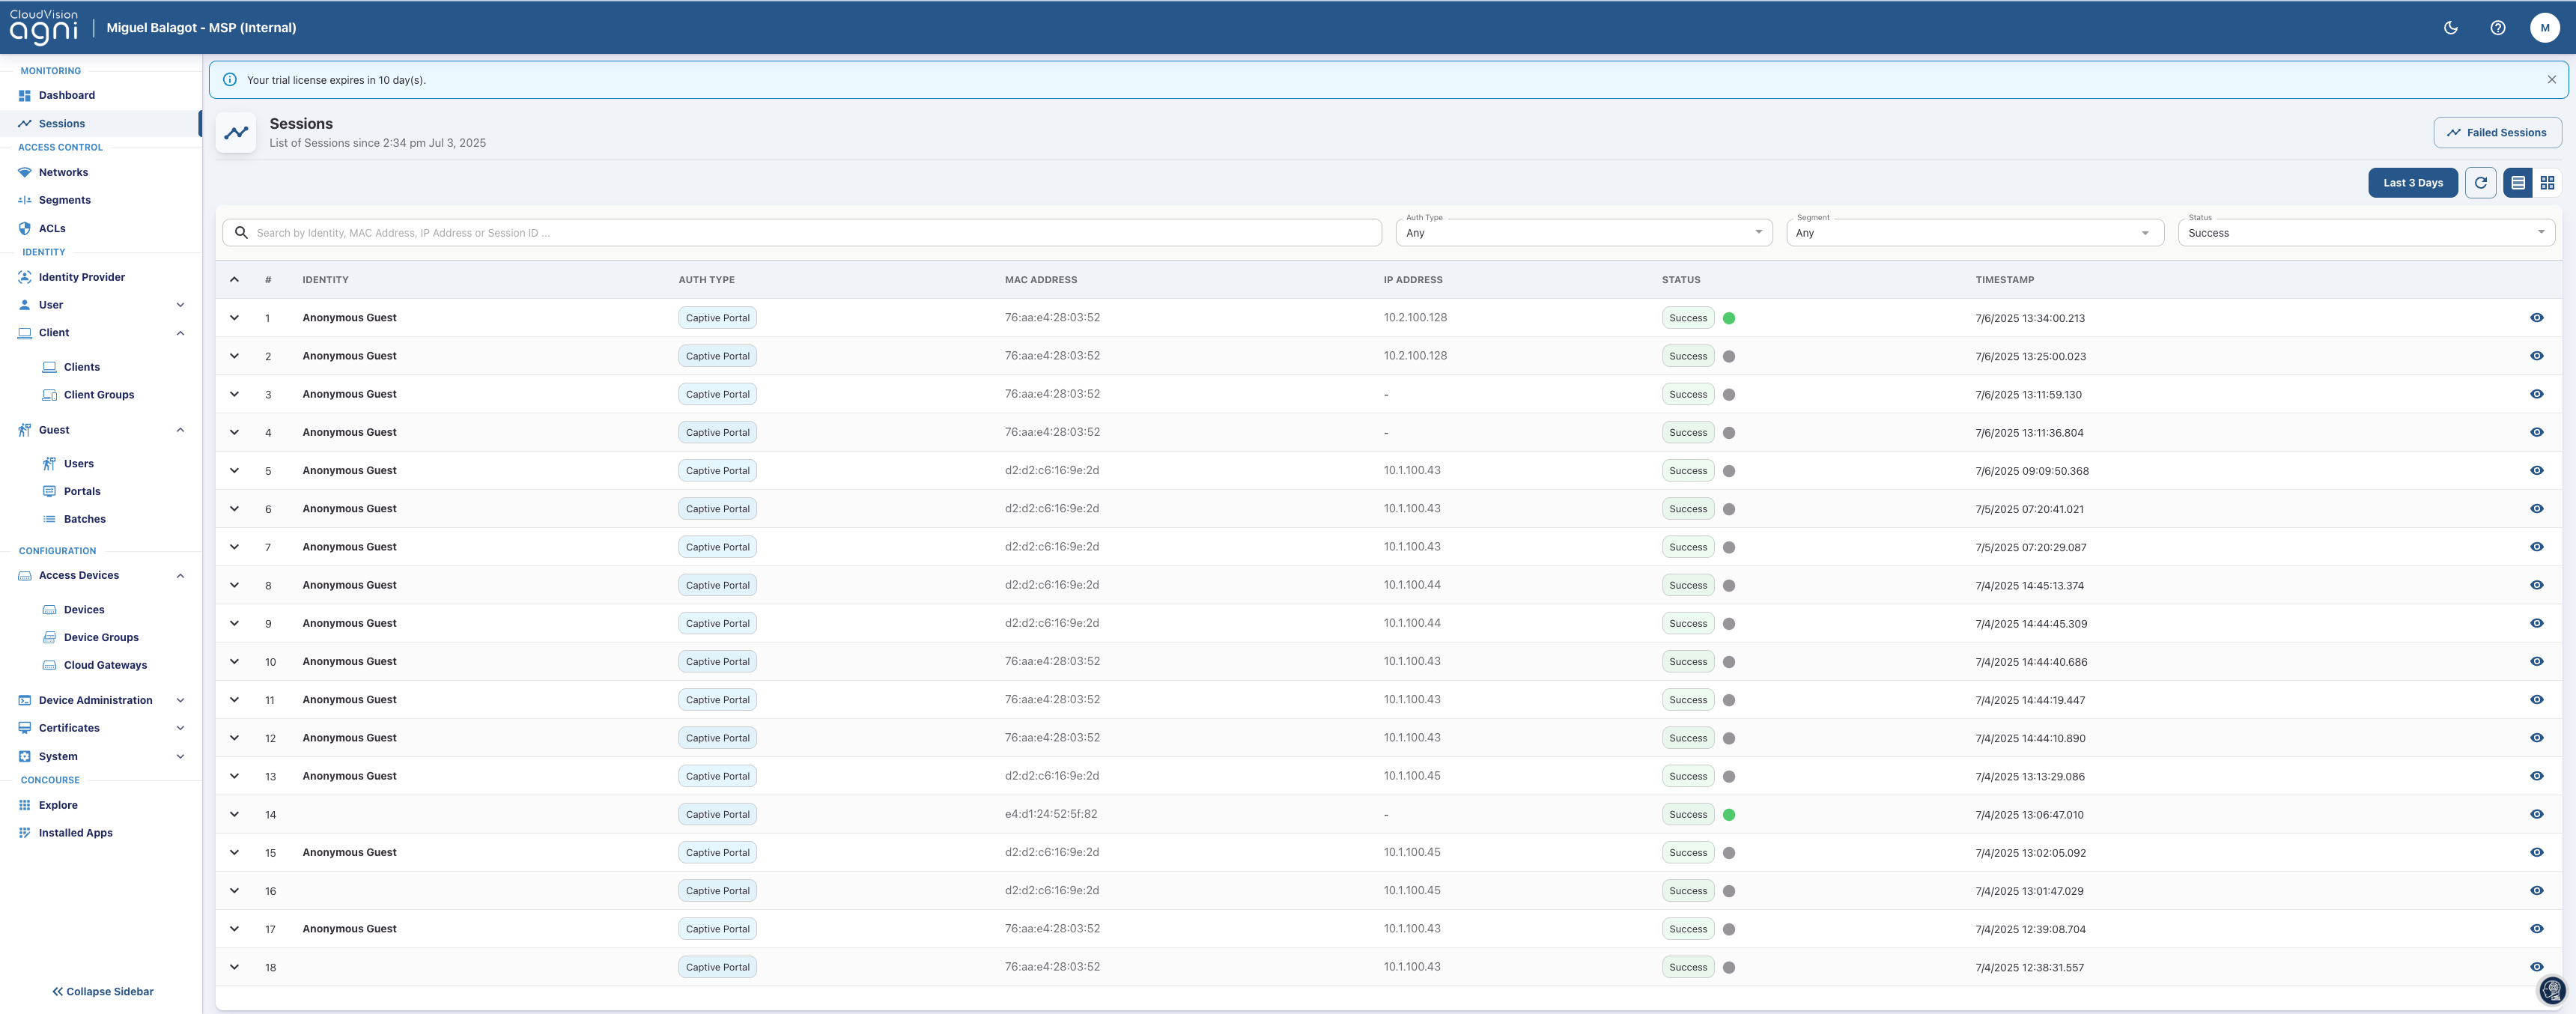 CloudVision
agni
Miguel Balagot - MSP (Internal)
M
MONITORING
Dashboard
Sessions
ACCESS CONTROL
Networks
Segments
ACLs
IDENTITY
Identity Provider
User
Client
Clients
Client Groups
Guest
Users
Portals
Batches
CONFIGURATION
Access Devices
Devices
Device Groups
Cloud Gateways
Device Administration
Certificates
System
CONCOURSE
Explore
Installed Apps
Collapse Sidebar
Your trial license expires in 10 day(s).
Sessions
List of Sessions since 2:34 pm Jul 3, 2025
Failed Sessions
Last 3 Days
Search by Identity, MAC Address, IP Address or Session ID ...
Auth Type
Any
Segment
Any
Status
Success
# IDENTITY AUTH TYPE MAC ADDRESS IP ADDRESS STATUS TIMESTAMP
1 Anonymous Guest Captive Portal 76:aa:e4:28:03:52 10.2.100.128 Success 7/6/2025 13:34:00.213
2 Anonymous Guest Captive Portal 76:aa:e4:28:03:52 10.2.100.128 Success 7/6/2025 13:25:00.023
3 Anonymous Guest Captive Portal 76:aa:e4:28:03:52 - Success 7/6/2025 13:11:59.130
4 Anonymous Guest Captive Portal 76:aa:e4:28:03:52 - Success 7/6/2025 13:11:36.804
5 Anonymous Guest Captive Portal d2:d2:c6:16:9e:2d 10.1.100.43 Success 7/6/2025 09:09:50.368
6 Anonymous Guest Captive Portal d2:d2:c6:16:9e:2d 10.1.100.43 Success 7/5/2025 07:20:41.021
7 Anonymous Guest Captive Portal d2:d2:c6:16:9e:2d 10.1.100.43 Success 7/5/2025 07:20:29.087
8 Anonymous Guest Captive Portal d2:d2:c6:16:9e:2d 10.1.100.44 Success 7/4/2025 14:45:13.374
9 Anonymous Guest Captive Portal d2:d2:c6:16:9e:2d 10.1.100.44 Success 7/4/2025 14:44:45.309
10 Anonymous Guest Captive Portal 76:aa:e4:28:03:52 10.1.100.43 Success 7/4/2025 14:44:40.686
11 Anonymous Guest Captive Portal 76:aa:e4:28:03:52 10.1.100.43 Success 7/4/2025 14:44:19.447
12 Anonymous Guest Captive Portal 76:aa:e4:28:03:52 10.1.100.43 Success 7/4/2025 14:44:10.890
13 Anonymous Guest Captive Portal d2:d2:c6:16:9e:2d 10.1.100.45 Success 7/4/2025 13:13:29.086
14 Captive Portal e4:d1:24:52:5f:82 - Success 7/4/2025 13:06:47.010
15 Anonymous Guest Captive Portal d2:d2:c6:16:9e:2d 10.1.100.45 Success 7/4/2025 13:02:05.092
16 Captive Portal d2:d2:c6:16:9e:2d 10.1.100.45 Success 7/4/2025 13:01:47.029
17 Anonymous Guest Captive Portal 76:aa:e4:28:03:52 10.1.100.43 Success 7/4/2025 12:39:08.704
18 Captive Portal 76:aa:e4:28:03:52 10.1.100.43 Success 7/4/2025 12:38:31.557